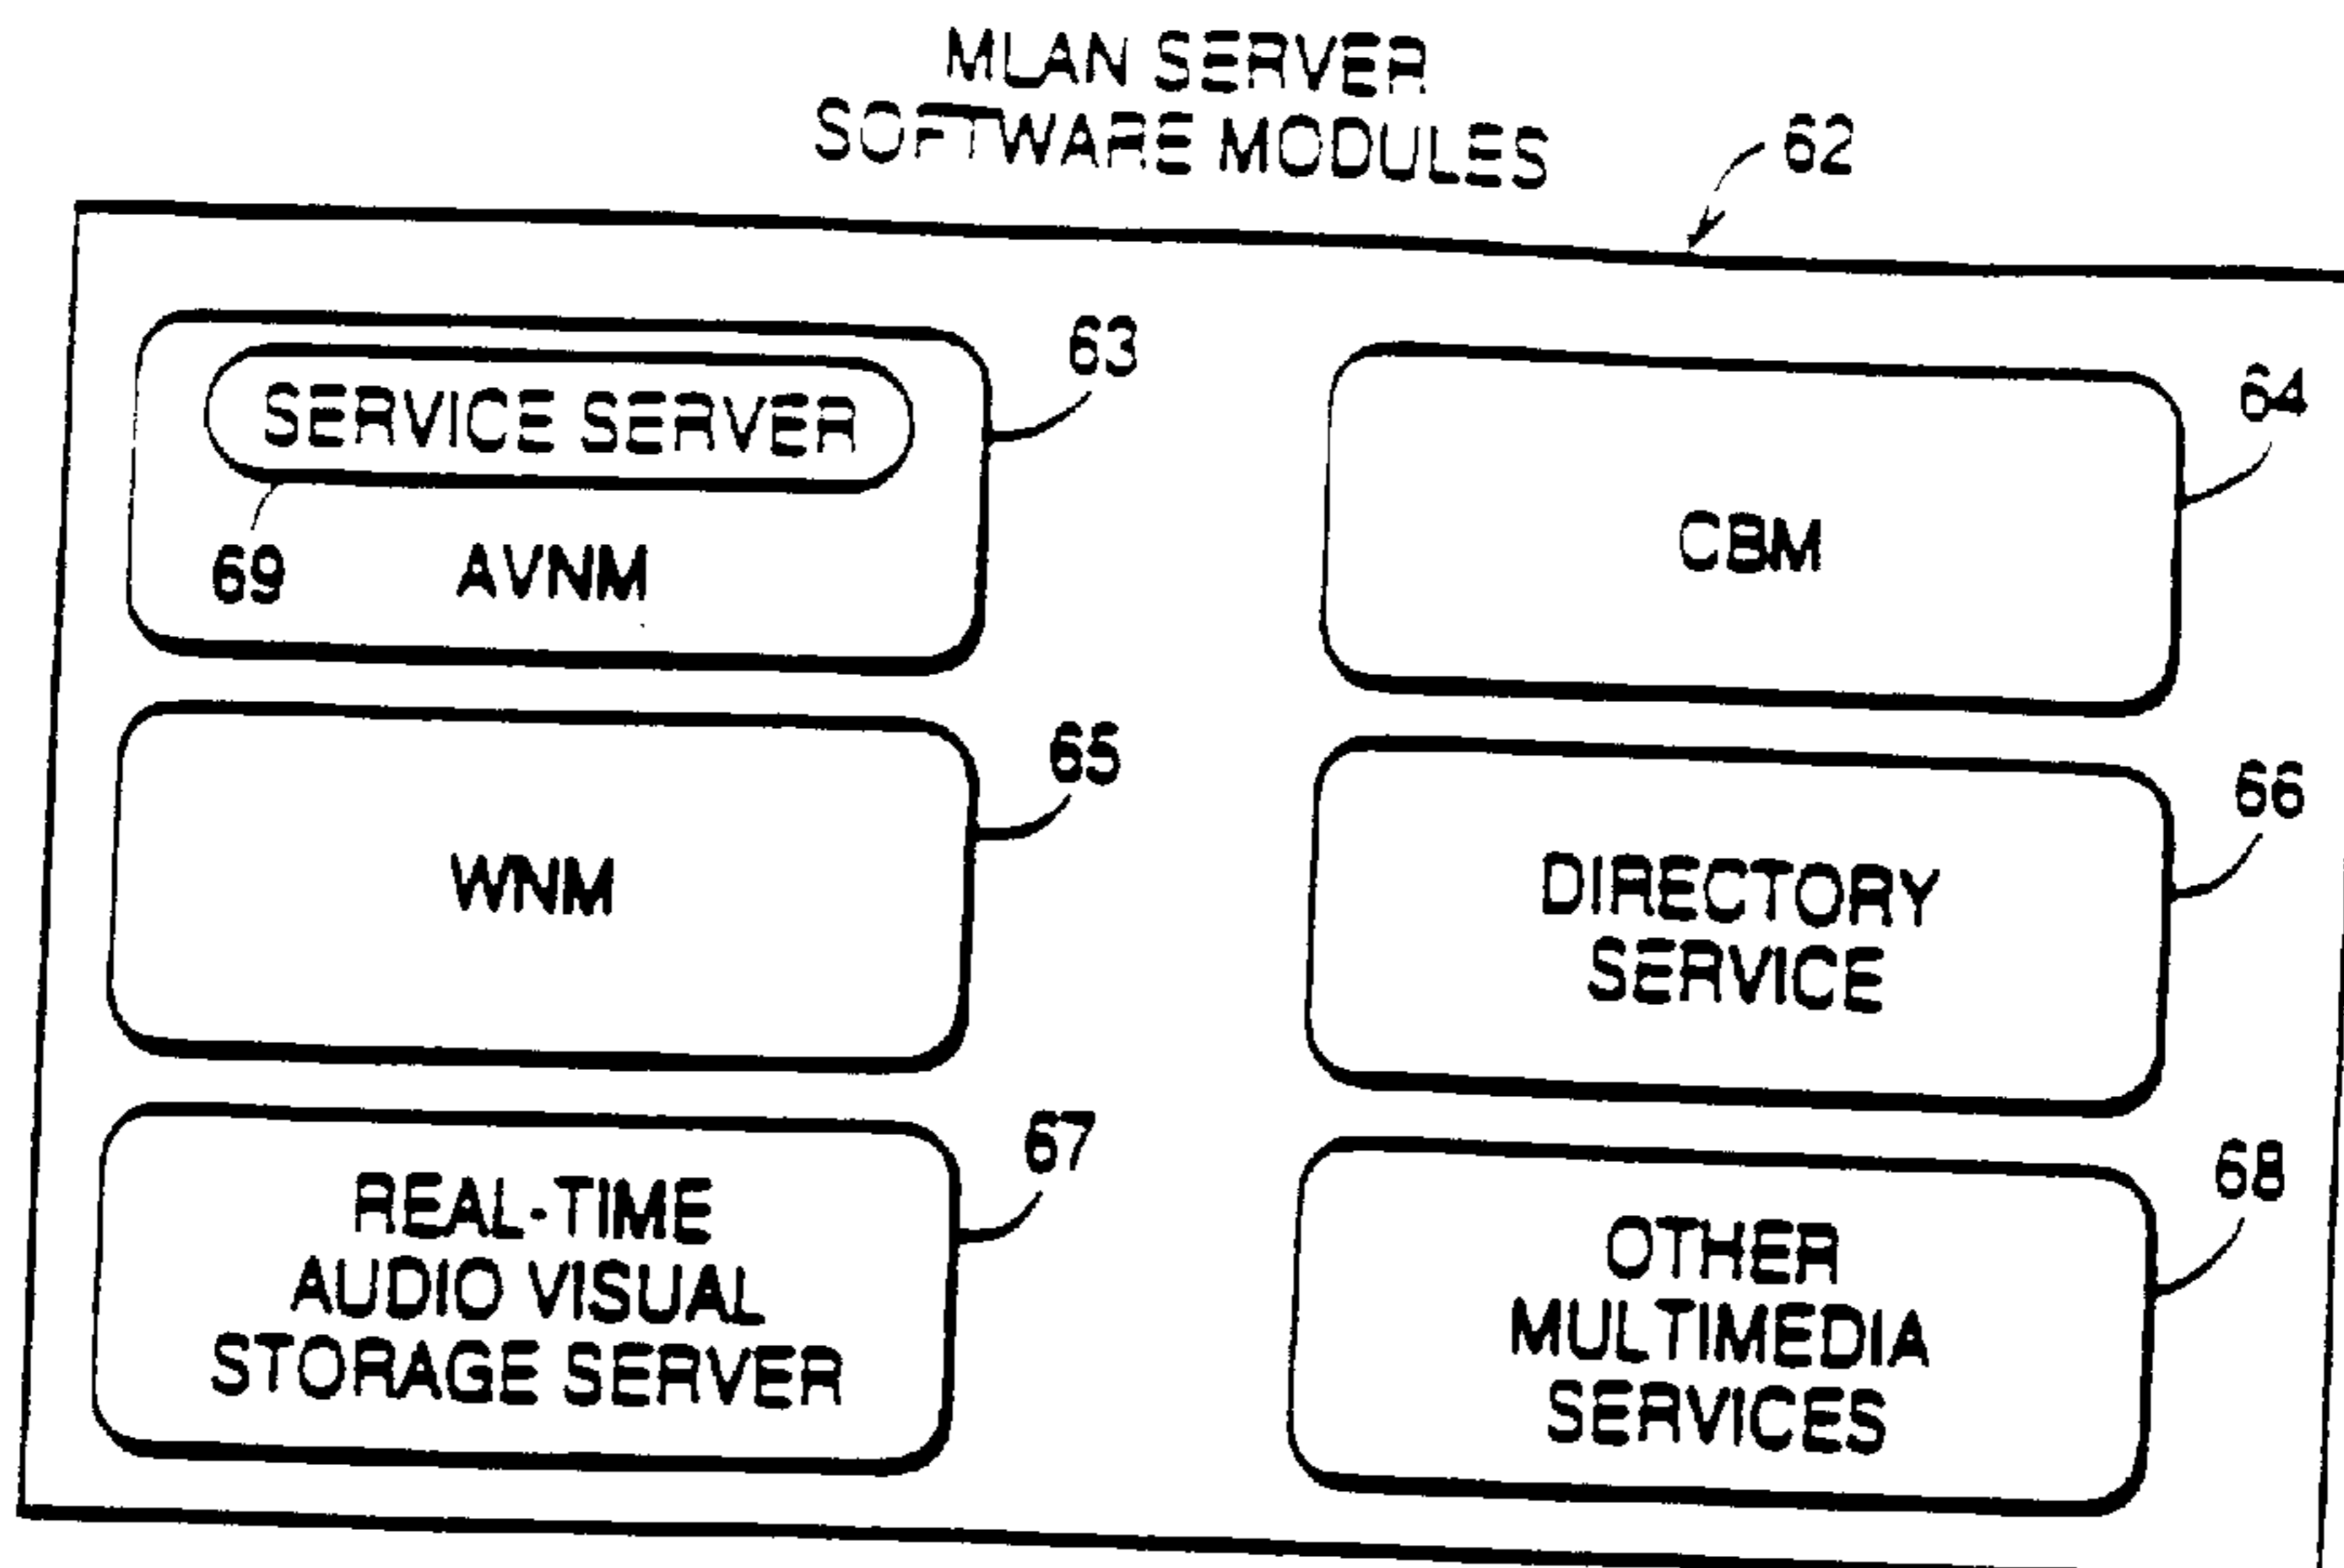 MLAN SERVER
SOFTWARE MODULES
62
63
SERVICE SERVER
69
AVNM
64
CBM
65
WNM
66
DIRECTORY
SERVICE
67
REAL-TIME
AUDIO VISUAL
STORAGE SERVER
68
OTHER
MULTIMEDIA
SERVICES